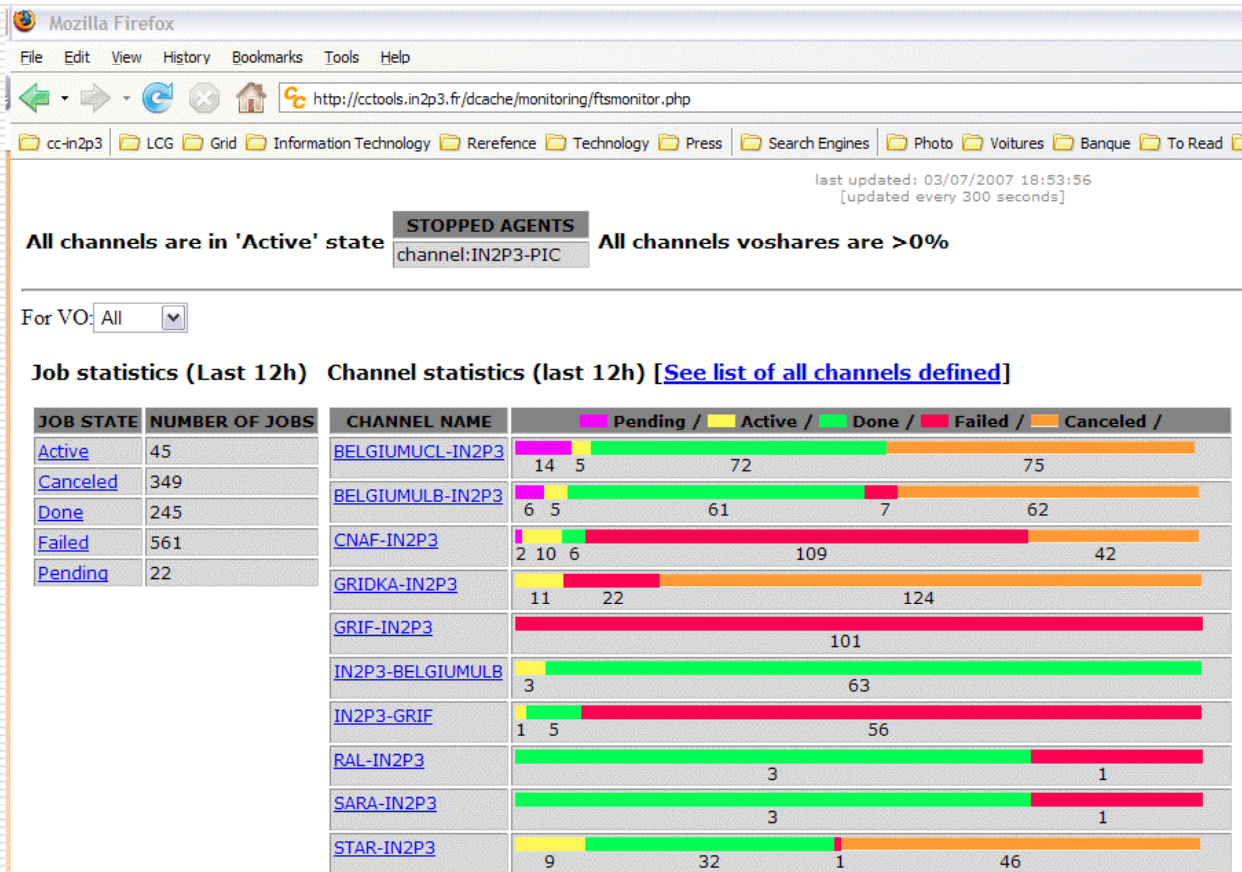 Mozilla Firefox
File Edit View History Bookmarks Tools Help
http://cctools.in2p3.fr/dcache/monitoring/ftsmonitor.php
cc-in2p3 LCG Grid Information Technology Rerefence Technology Press Search Engines Photo Voitures Banque To Read
last updated: 03/07/2007 18:53:56
[updated every 300 seconds]
All channels are in 'Active' state
STOPPED AGENTS
channel:IN2P3-PIC
All channels voshares are >0%
For VO: All
Job statistics (Last 12h)
JOB STATE NUMBER OF JOBS
Active 45
Canceled 349
Done 245
Failed 561
Pending 22
Channel statistics (last 12h) [See list of all channels defined]
CHANNEL NAME Pending / Active / Done / Failed / Canceled /
BELGIUMUCL-IN2P3 14 5 72 75
BELGIUMULB-IN2P3 6 5 61 7 62
CNAF-IN2P3 2 10 6 109 42
GRIDKA-IN2P3 11 22 124
GRIF-IN2P3 101
IN2P3-BELGIUMULB 3 63
IN2P3-GRIF 1 5 56
RAL-IN2P3 3 1
SARA-IN2P3 3 1
STAR-IN2P3 9 32 1 46